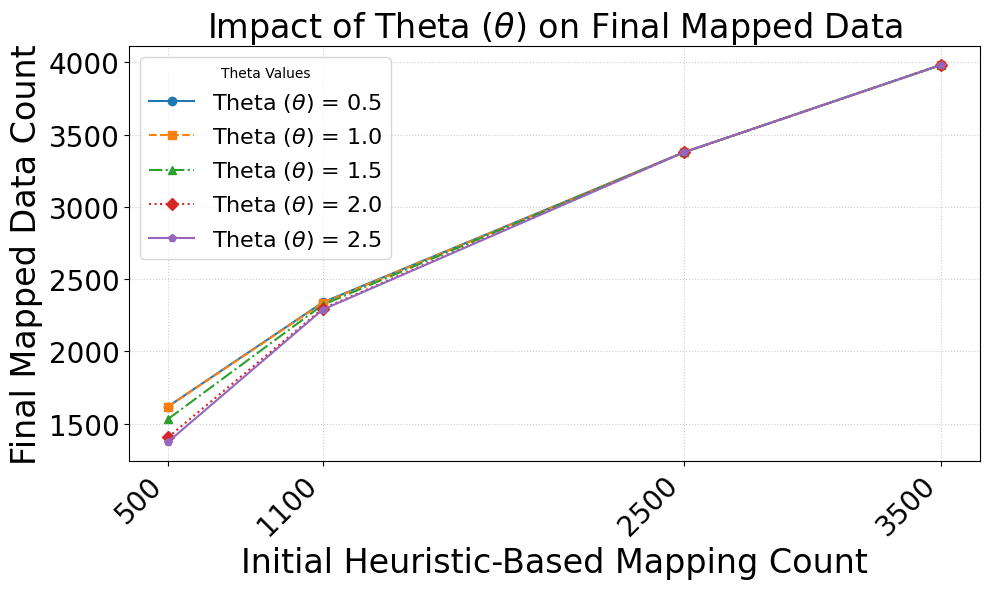 Impact of Theta (θ) on Final Mapped Data
Final Mapped Data Count
4000
3500
3000
2500
2000
1500
Theta Values
Theta (θ) = 0.5
Theta (θ) = 1.0
Theta (θ) = 1.5
Theta (θ) = 2.0
Theta (θ) = 2.5
500
1100
2500
3500
Initial Heuristic-Based Mapping Count